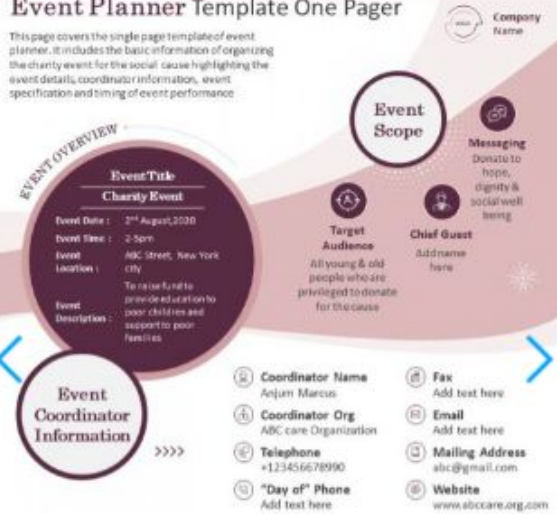 Event Planner Template One Pager
This page covers the single page template of event
planner. it includes the basic information of organizing
the charity event for the social cause highlighting the
event details, coordinator information, event
specification and timing of event performance
Company
Name
EVENT OVERVIEW
Event Title
Charity Event
Event Date : 2nd August, 2020
Event Time : 2-5pm
Event
Location :
ABC Street, New York
city
Event
Description :
To raise fund to
provide education to
poor children and
support to poor
families
Event
Scope
Messaging
Donate to
hope,
dignity &
social well
being
Target
Audience
All young & old
people who are
privileged to donate
for the cause
Chief Guest
Add name
here
Event
Coordinator
Information
>>>>
Coordinator Name
Anjum Marcus
Coordinator Org
ABC care Organization
Telephone
+123456678990
"Day of" Phone
Add text here
Fax
Add text here
Email
Add text here
Mailing Address
abc@gmail.com
Website
www.abccare.org.com